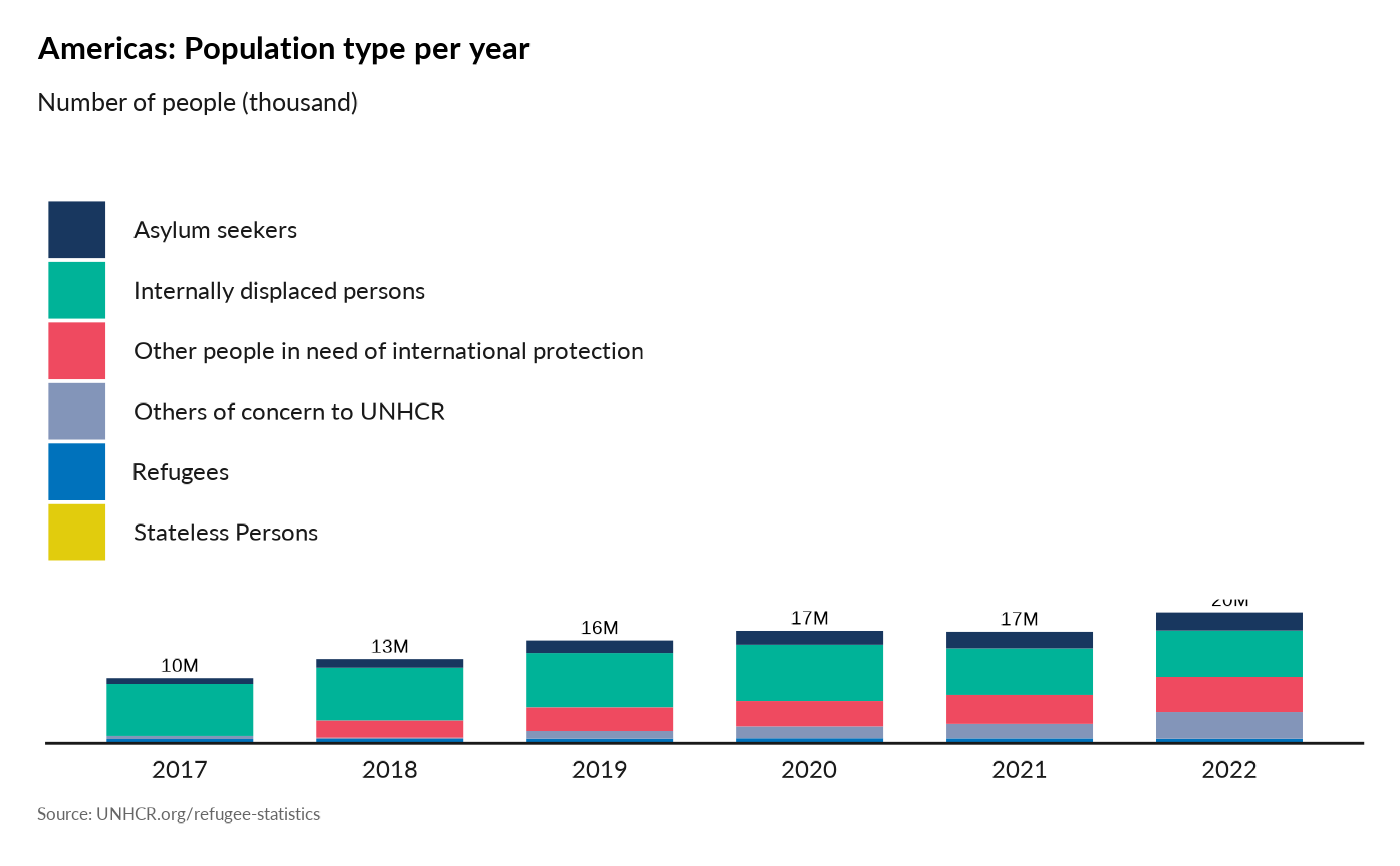 Americas: Population type per year
Number of people (thousand)
Asylum seekers
Internally displaced persons
Other people in need of international protection
Others of concern to UNHCR
Refugees
Stateless Persons
10M
13M
16M
17M
17M
20M
2017
2018
2019
2020
2021
2022
Source: UNHCR.org/refugee-statistics